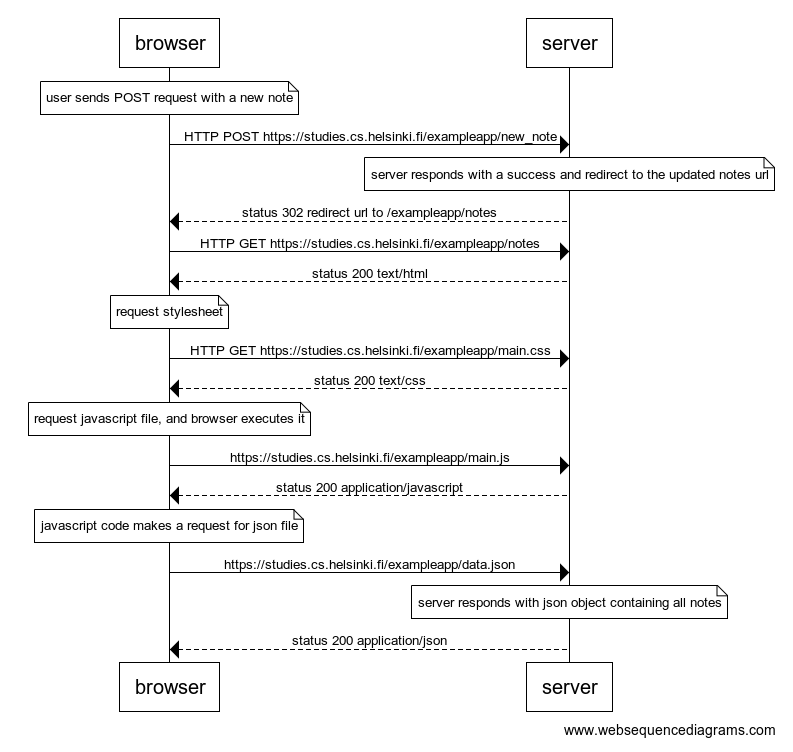 browser
server
user sends POST request with a new note
HTTP POST https://studies.cs.helsinki.fi/exampleapp/new_note
server responds with a success and redirect to the updated notes url
status 302 redirect url to /exampleapp/notes
HTTP GET https://studies.cs.helsinki.fi/exampleapp/notes
status 200 text/html
request stylesheet
HTTP GET https://studies.cs.helsinki.fi/exampleapp/main.css
status 200 text/css
request javascript file, and browser executes it
https://studies.cs.helsinki.fi/exampleapp/main.js
status 200 application/javascript
javascript code makes a request for json file
https://studies.cs.helsinki.fi/exampleapp/data.json
server responds with json object containing all notes
status 200 application/json
browser
server
www.websequencediagrams.com